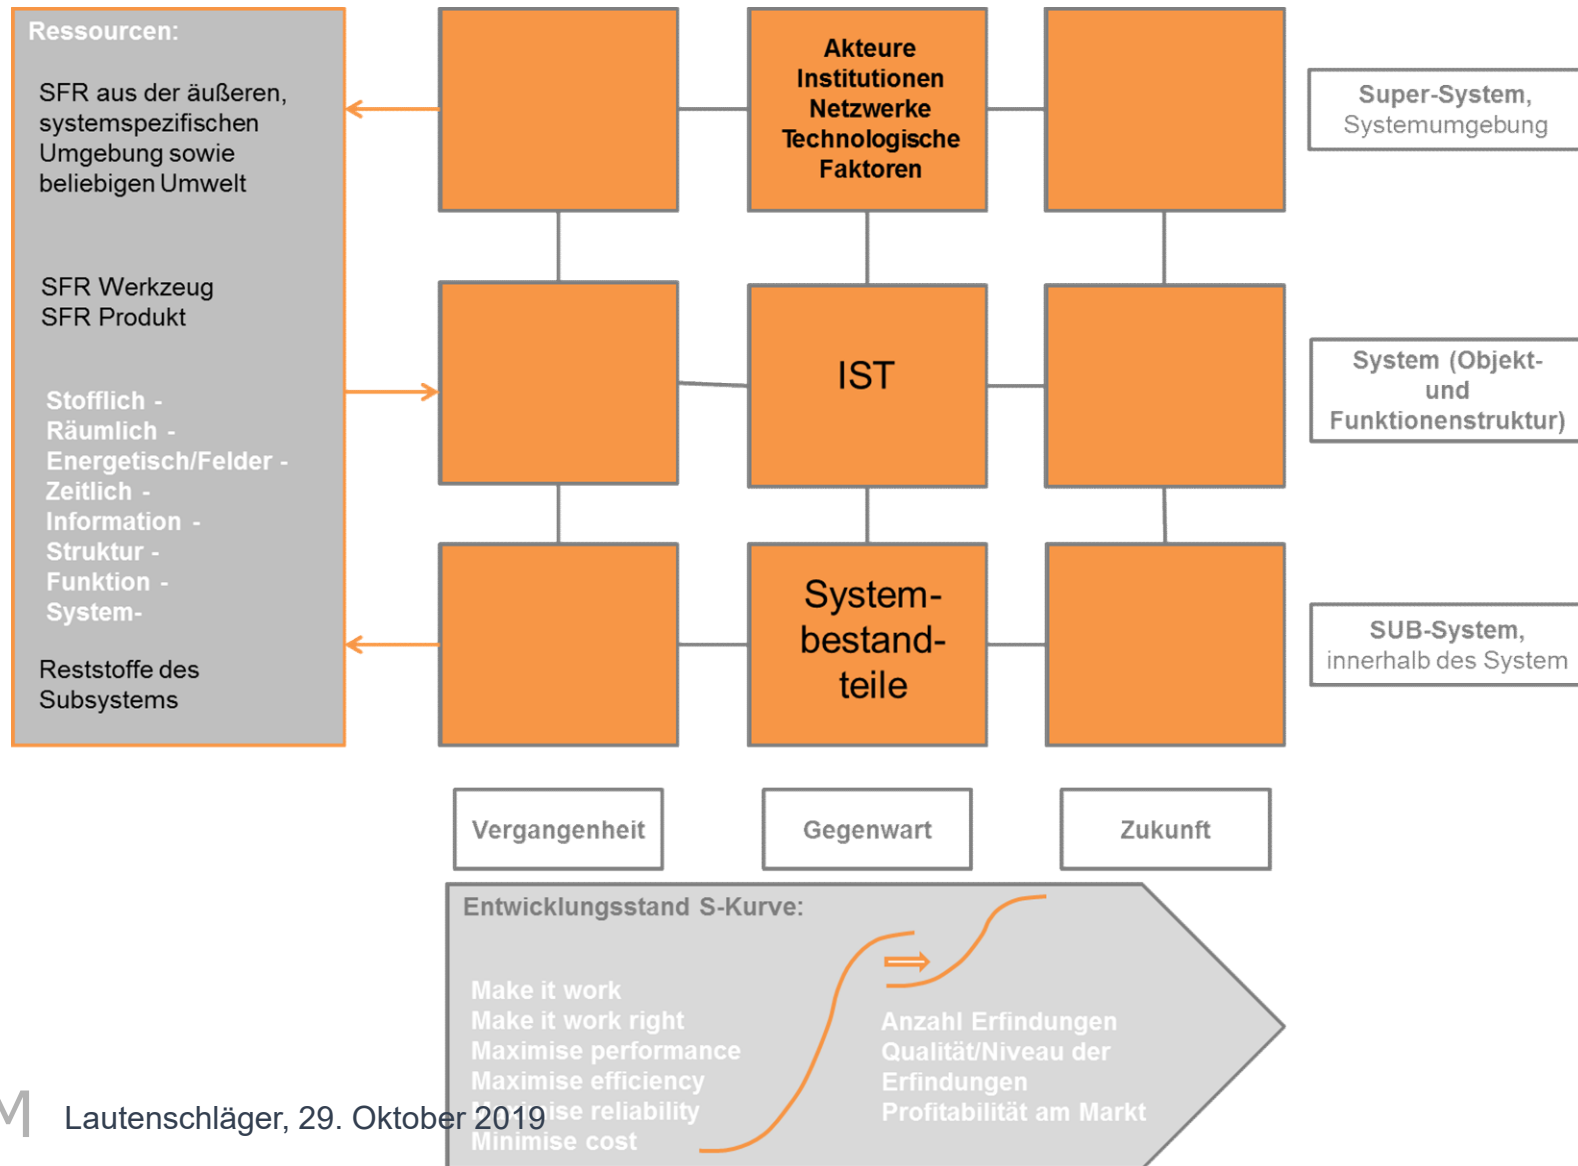 Ressourcen:
SFR aus der äußeren,
systemspezifischen
Umgebung sowie
beliebigen Umwelt
SFR Werkzeug
SFR Produkt
Stofflich -
Räumlich -
Energetisch/Felder -
Zeitlich -
Information -
Struktur -
Funktion -
System-
Reststoffe des
Subsystems
Akteure
Institutionen
Netzwerke
Technologische
Faktoren
Super-System,
Systemumgebung
IST
System (Objekt-
und
Funktionenstruktur)
System-
bestand-
teile
SUB-System,
innerhalb des System
Vergangenheit
Gegenwart
Zukunft
Entwicklungsstand S-Kurve:
Make it work
Make it work right
Maximise performance
Maximise efficiency
Maximise reliability
Minimise cost
Anzahl Erfindungen
Qualität/Niveau der
Erfindungen
Profitabilität am Markt
M
Lautenschläger, 29. Oktober 2019